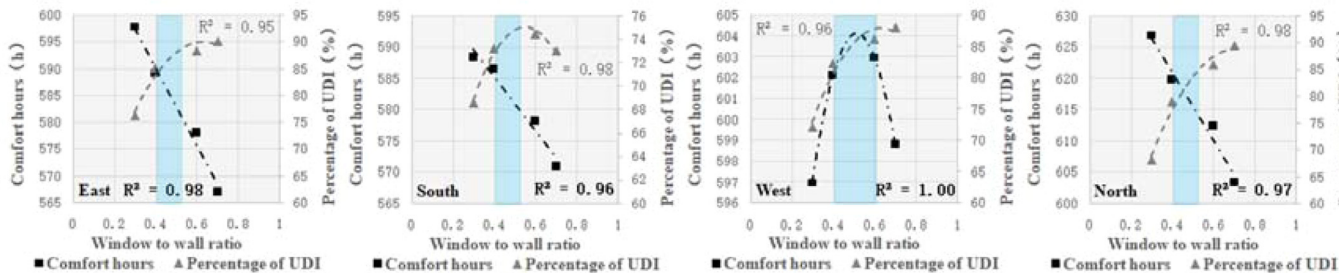 Comfort hours (h)
600
595
590
585
580
575
570
565
R² = 0.95
East R² = 0.98
95
90
85
80
75
70
65
60
Percentage of UDI (%)
0 0.2 0.4 0.6 0.8 1
Window to wall ratio
Comfort hours Percentage of UDI
Comfort hours (h)
595
590
585
580
575
570
565
R² = 0.98
South R² = 0.96
76
74
72
70
68
66
64
62
60
Percentage of UDI (%)
0 0.2 0.4 0.6 0.8 1
Window to wall ratio
Comfort hours Percentage of UDI
Comfort hours (h)
605
604
603
602
601
600
599
598
597
596
R² = 0.96
West R² = 1.00
90
85
80
75
70
65
60
Percentage of UDI (%)
0 0.2 0.4 0.6 0.8 1
Window to wall ratio
Comfort hours Percentage of UDI
Comfort hours (h)
630
625
620
615
610
605
600
R² = 0.98
North R² = 0.97
95
90
85
80
75
70
65
60
0 0.2 0.4 0.6 0.8 1
Window to wall ratio
Comfort hours Percentage of UDI